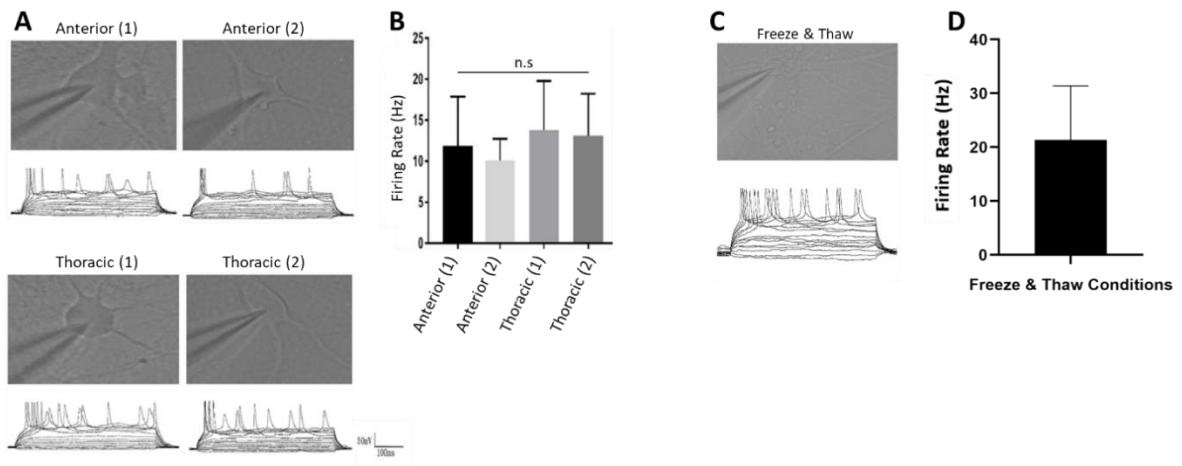 A
Anterior (1)
Anterior (2)
Thoracic (1)
Thoracic (2)
50mV
100ms
B
Firing Rate (Hz)
25
20
15
10
5
0
n.s
Anterior (1)
Anterior (2)
Thoracic (1)
Thoracic (2)
C
Freeze & Thaw
D
Firing Rate (Hz)
40
30
20
10
0
Freeze & Thaw Conditions